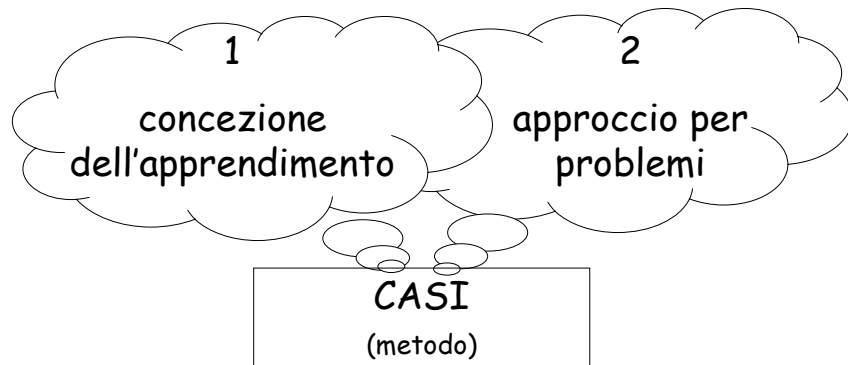 1
concezione
dell'apprendimento
2
approccio per
problemi
CASI
(metodo)